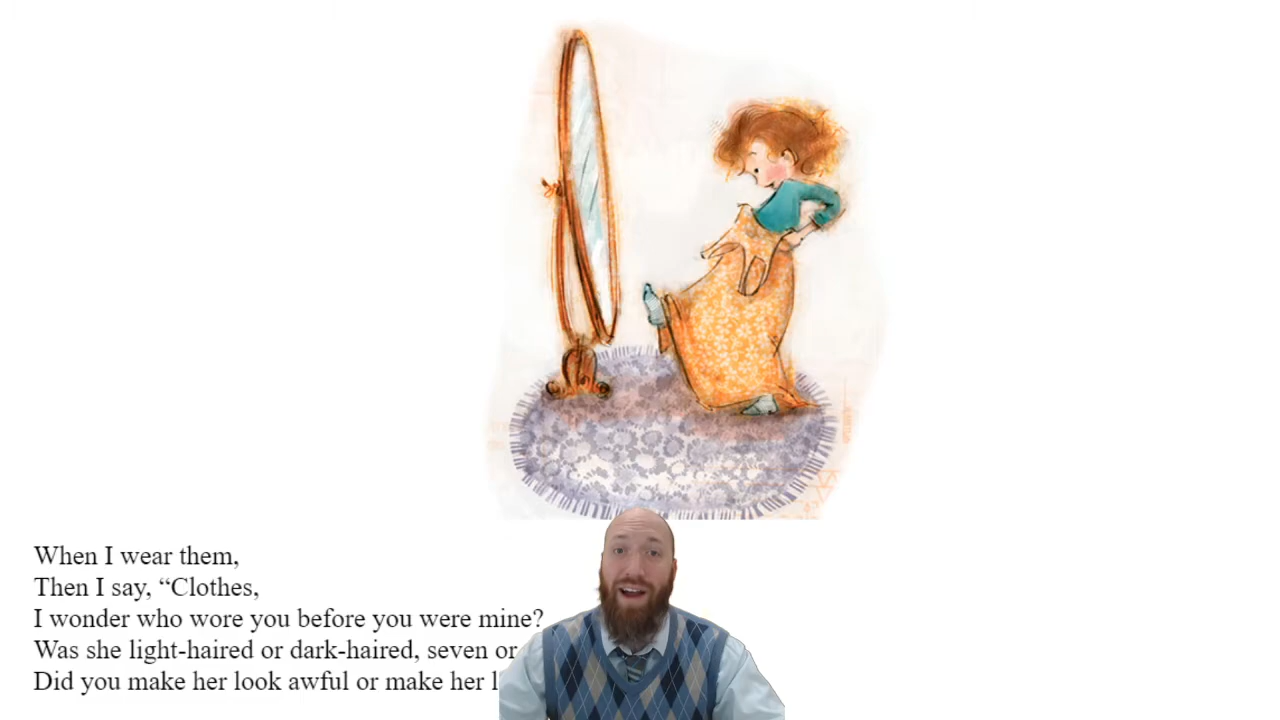 When I wear them,
Then I say, “Clothes,
I wonder who wore you before you were mine?
Was she light-haired or dark-haired, seven or
Did you make her look awful or make her